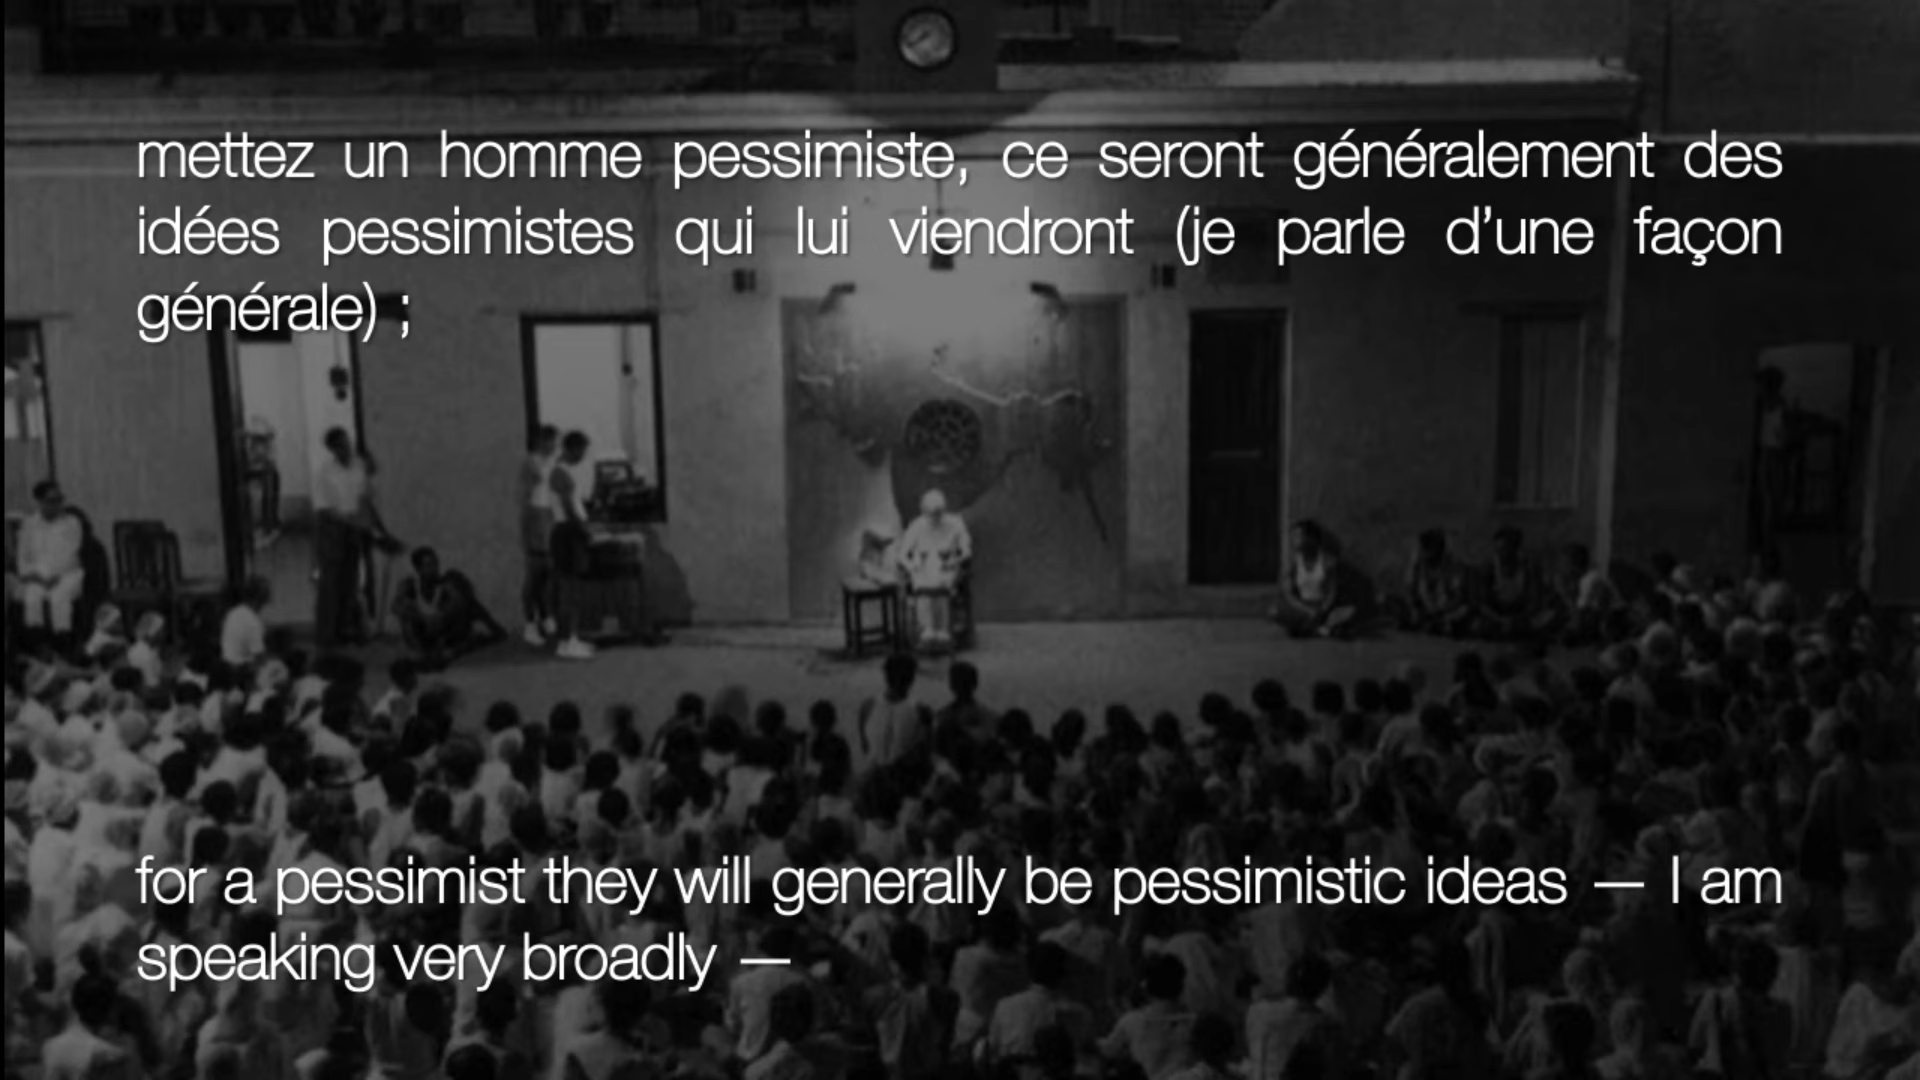 mettez un homme pessimiste, ce seront généralement des
idées pessimistes qui lui viendront (je parle d’une façon
générale) ;
for a pessimist they will generally be pessimistic ideas — I am
speaking very broadly —